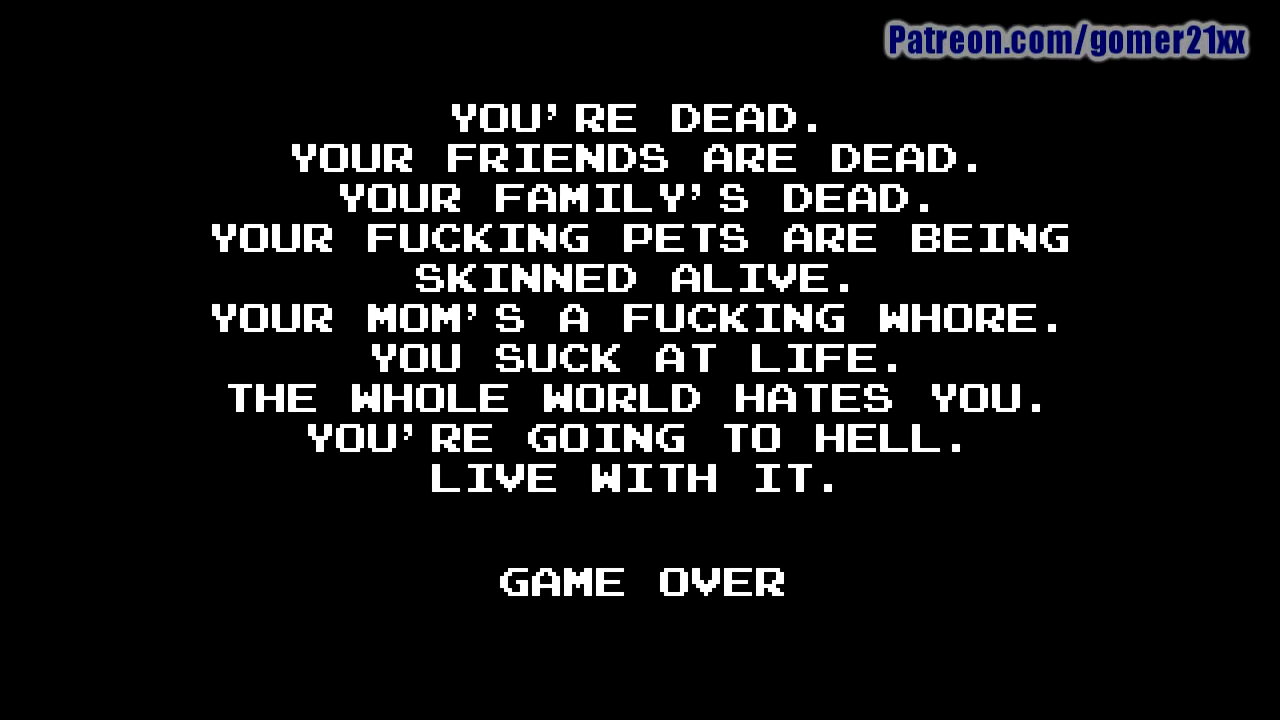 Patreon.com/gomer21xx
YOU'RE DEAD.
YOUR FRIENDS ARE DEAD.
YOUR FAMILY'S DEAD.
YOUR FUCKING PETS ARE BEING
SKINNED ALIVE.
YOUR MOM'S A FUCKING WHORE.
YOU SUCK AT LIFE.
THE WHOLE WORLD HATES YOU.
YOU'RE GOING TO HELL.
LIVE WITH IT.
GAME OVER